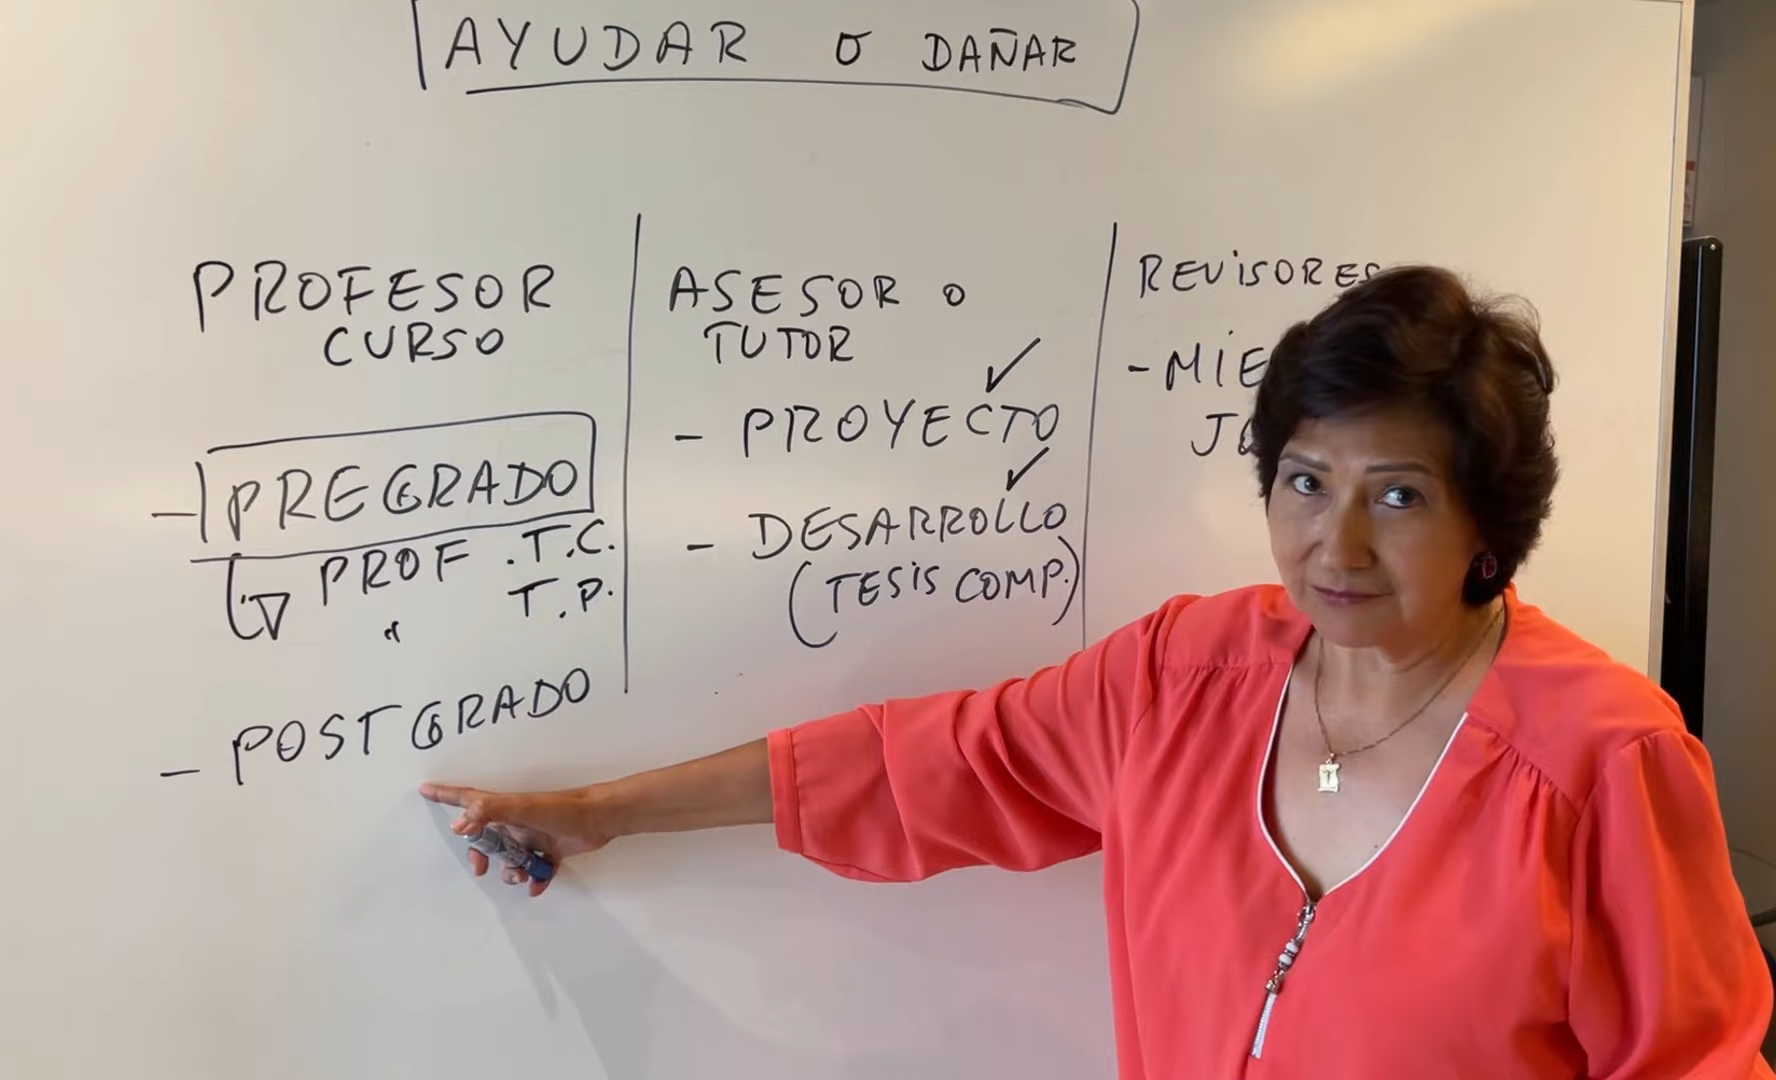 AYUDAR O DAÑAR
PROFESOR
CURSO
- PREGRADO
PROF . T.C.
" T.P.
- POSTGRADO
ASESOR O
TUTOR
- PROYECTO
- DESARROLLO
(TESIS COMP.)
REVISORES
-